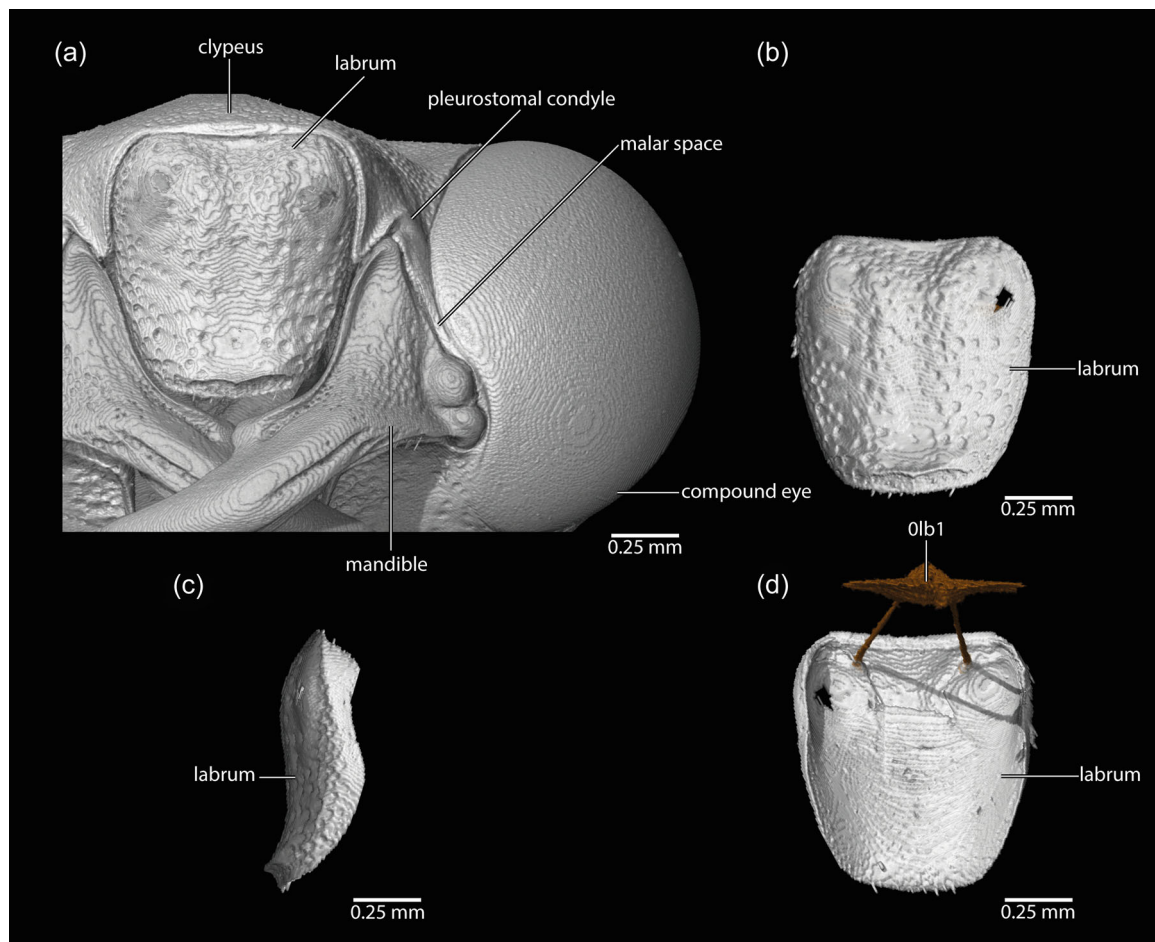 (a)
clypeus
labrum
pleurostomal condyle
malar space
compound eye
0.25 mm
mandible
(b)
labrum
0.25 mm
(c)
labrum
0.25 mm
(d)
0lb1
labrum
0.25 mm